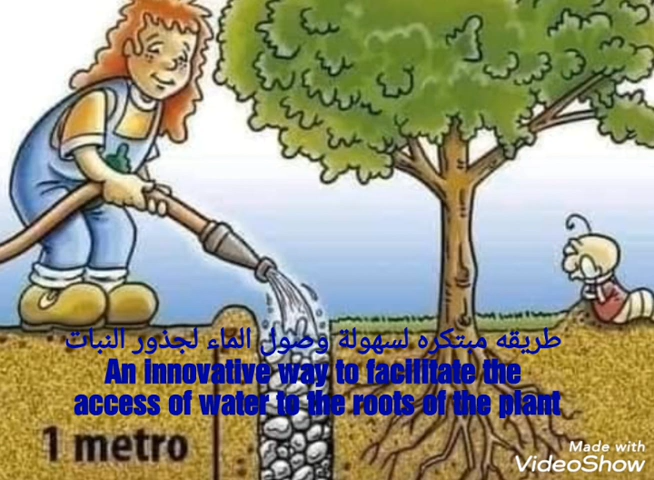 طريقه مبتكره لسهولة وصول الماء لجذور النبات
An innovative way to facilitate the
access of water to the roots of the plant
1 metro
Made with
VideoShow